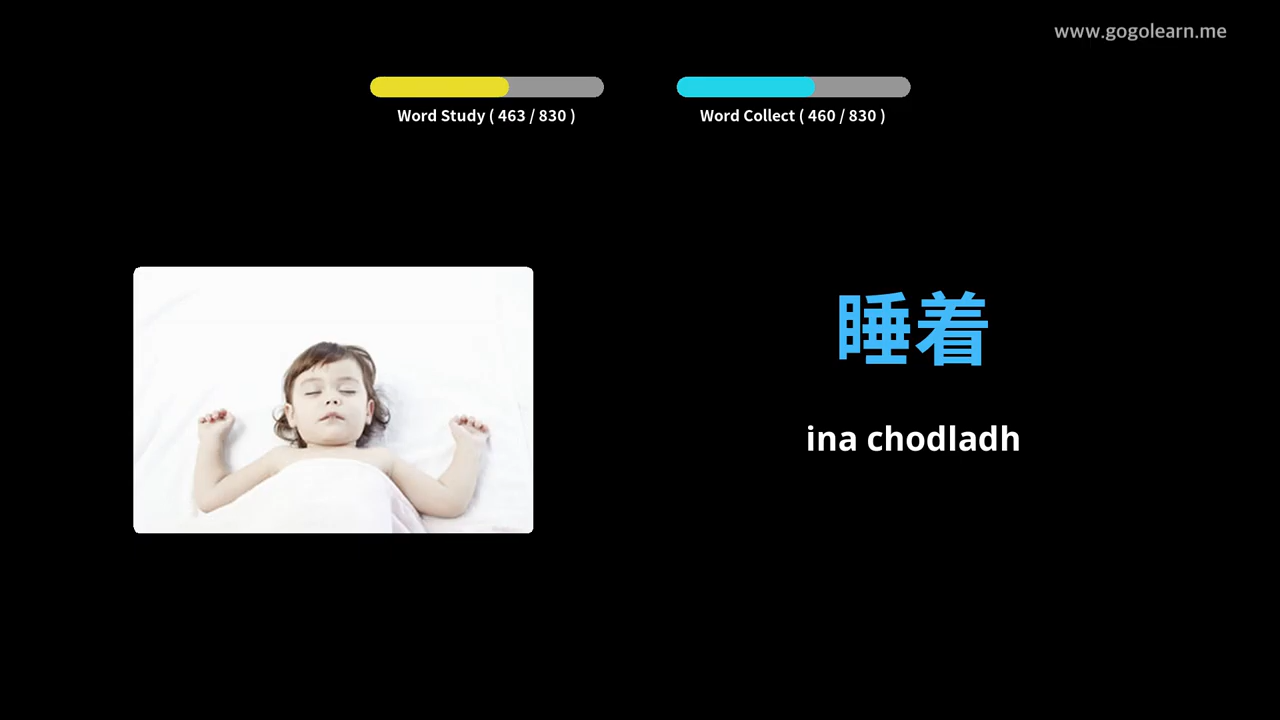 www.gogolearn.me
Word Study ( 463 / 830 )
Word Collect ( 460 / 830 )
睡着
ina chodladh